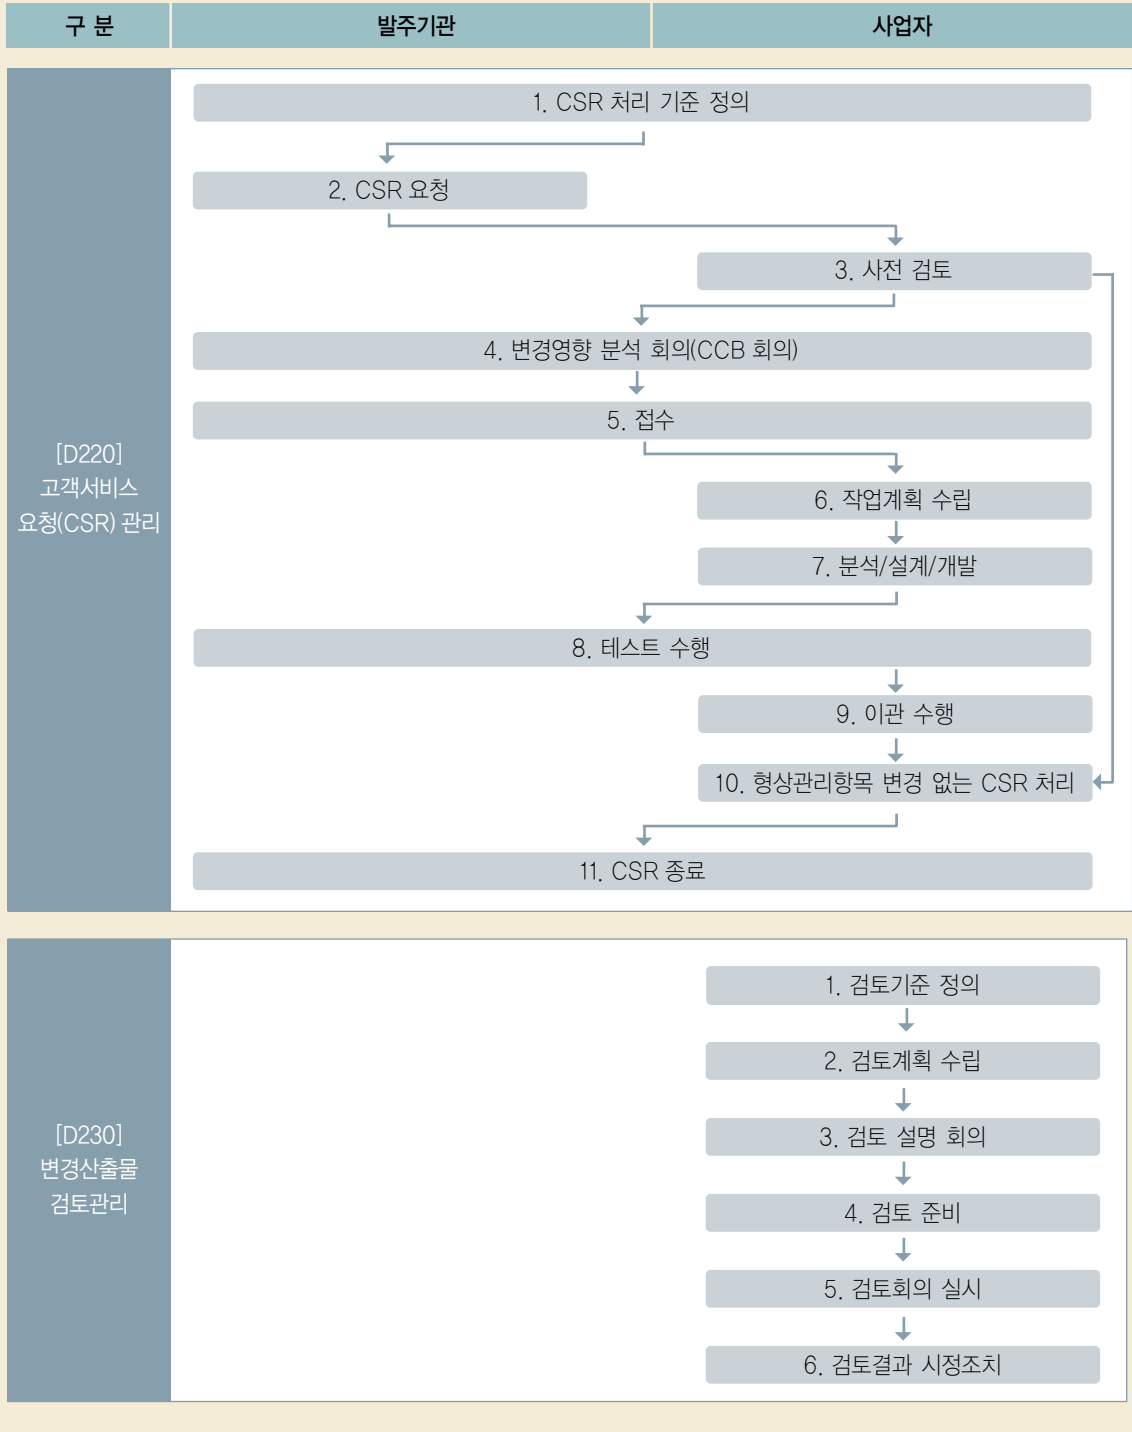 구 분
발주기관
사업자
[D220]
고객서비스
요청(CSR) 관리
1. CSR 처리 기준 정의
2. CSR 요청
3. 사전 검토
4. 변경영향 분석 회의(CCB 회의)
5. 접수
6. 작업계획 수립
7. 분석/설계/개발
8. 테스트 수행
9. 이관 수행
10. 형상관리항목 변경 없는 CSR 처리
11. CSR 종료
[D230]
변경산출물
검토관리
1. 검토기준 정의
2. 검토계획 수립
3. 검토 설명 회의
4. 검토 준비
5. 검토회의 실시
6. 검토결과 시정조치